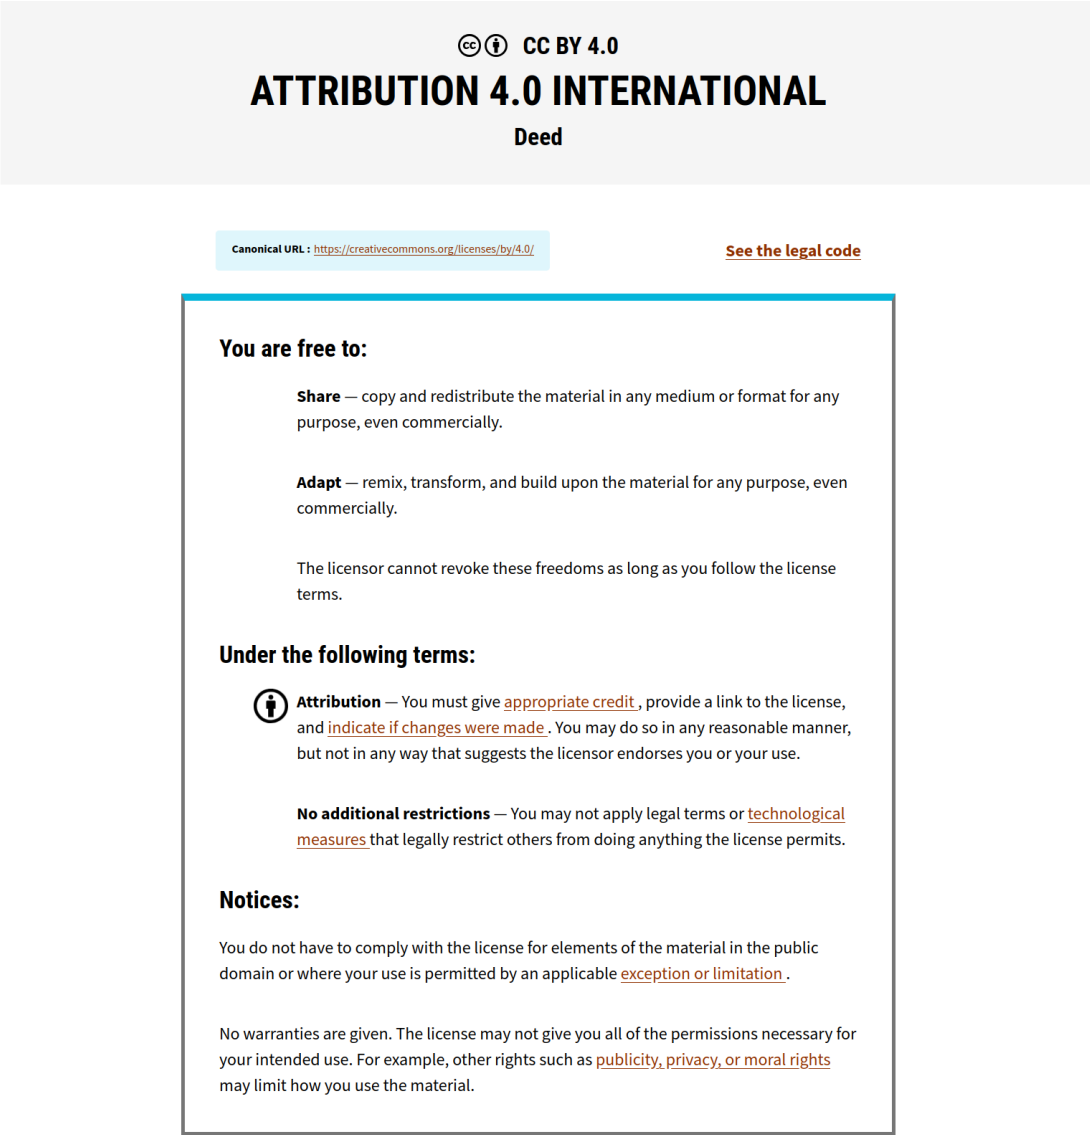 cc CC BY 4.0
ATTRIBUTION 4.0 INTERNATIONAL
Deed
Canonical URL : https://creativecommons.org/licenses/by/4.0/
See the legal code
You are free to:
Share — copy and redistribute the material in any medium or format for any
purpose, even commercially.
Adapt — remix, transform, and build upon the material for any purpose, even
commercially.
The licensor cannot revoke these freedoms as long as you follow the license
terms.
Under the following terms:
Attribution — You must give appropriate credit , provide a link to the license,
and indicate if changes were made . You may do so in any reasonable manner,
but not in any way that suggests the licensor endorses you or your use.
No additional restrictions — You may not apply legal terms or technological
measures that legally restrict others from doing anything the license permits.
Notices:
You do not have to comply with the license for elements of the material in the public
domain or where your use is permitted by an applicable exception or limitation .
No warranties are given. The license may not give you all of the permissions necessary for
your intended use. For example, other rights such as publicity, privacy, or moral rights
may limit how you use the material.